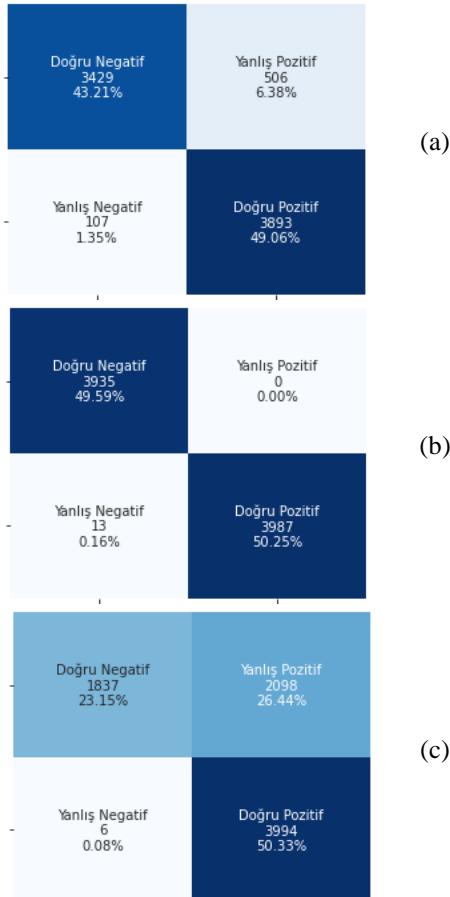 Doğru Negatif
3429
43.21%
Yanlış Pozitif
506
6.38%
(a)
Yanlış Negatif
107
1.35%
Doğru Pozitif
3893
49.06%
Doğru Negatif
3935
49.59%
Yanlış Pozitif
0
0.00%
(b)
Yanlış Negatif
13
0.16%
Doğru Pozitif
3987
50.25%
Doğru Negatif
1837
23.15%
Yanlış Pozitif
2098
26.44%
(c)
Yanlış Negatif
6
0.08%
Doğru Pozitif
3994
50.33%